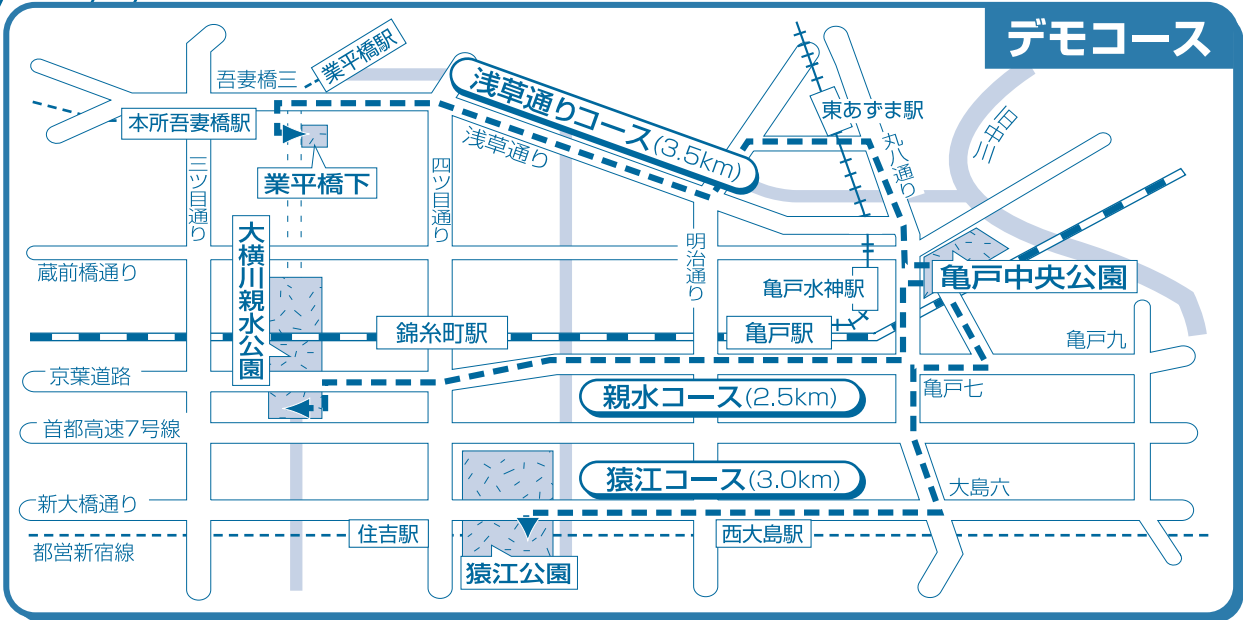 デモコース
業平橋駅
吾妻橋三
浅草通りコース(3.5km)
東あずま駅
本所吾妻橋駅
浅草通り
丸八通り
旧中川
業平橋下
三ツ目通り
四ツ目通り
大横川親水公園
明治通り
蔵前橋通り
亀戸水神駅
亀戸中央公園
錦糸町駅
亀戸駅
亀戸九
京葉道路
親水コース(2.5km)
亀戸七
首都高速7号線
猿江コース(3.0km)
大島六
新大橋通り
住吉駅
西大島駅
都営新宿線
猿江公園